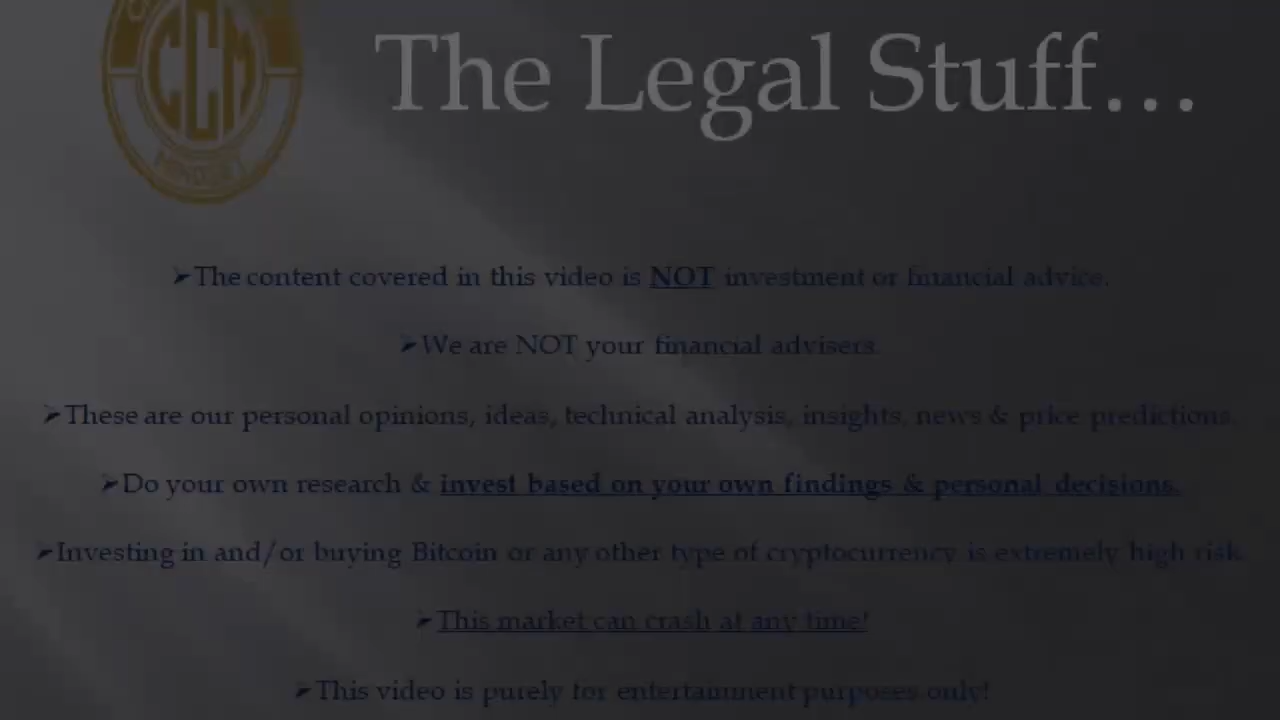 The Legal Stuff...
CCM
➢The content covered in this video is NOT investment or financial advice.
➢We are NOT your financial advisers.
➢These are our personal opinions, ideas, technical analysis, insights, news & price predictions.
➢Do your own research & invest based on your own findings & personal decisions.
➢Investing in and/or buying Bitcoin or any other type of cryptocurrency is extremely high risk.
➢This market can crash at any time!
➢This video is purely for entertainment purposes only!